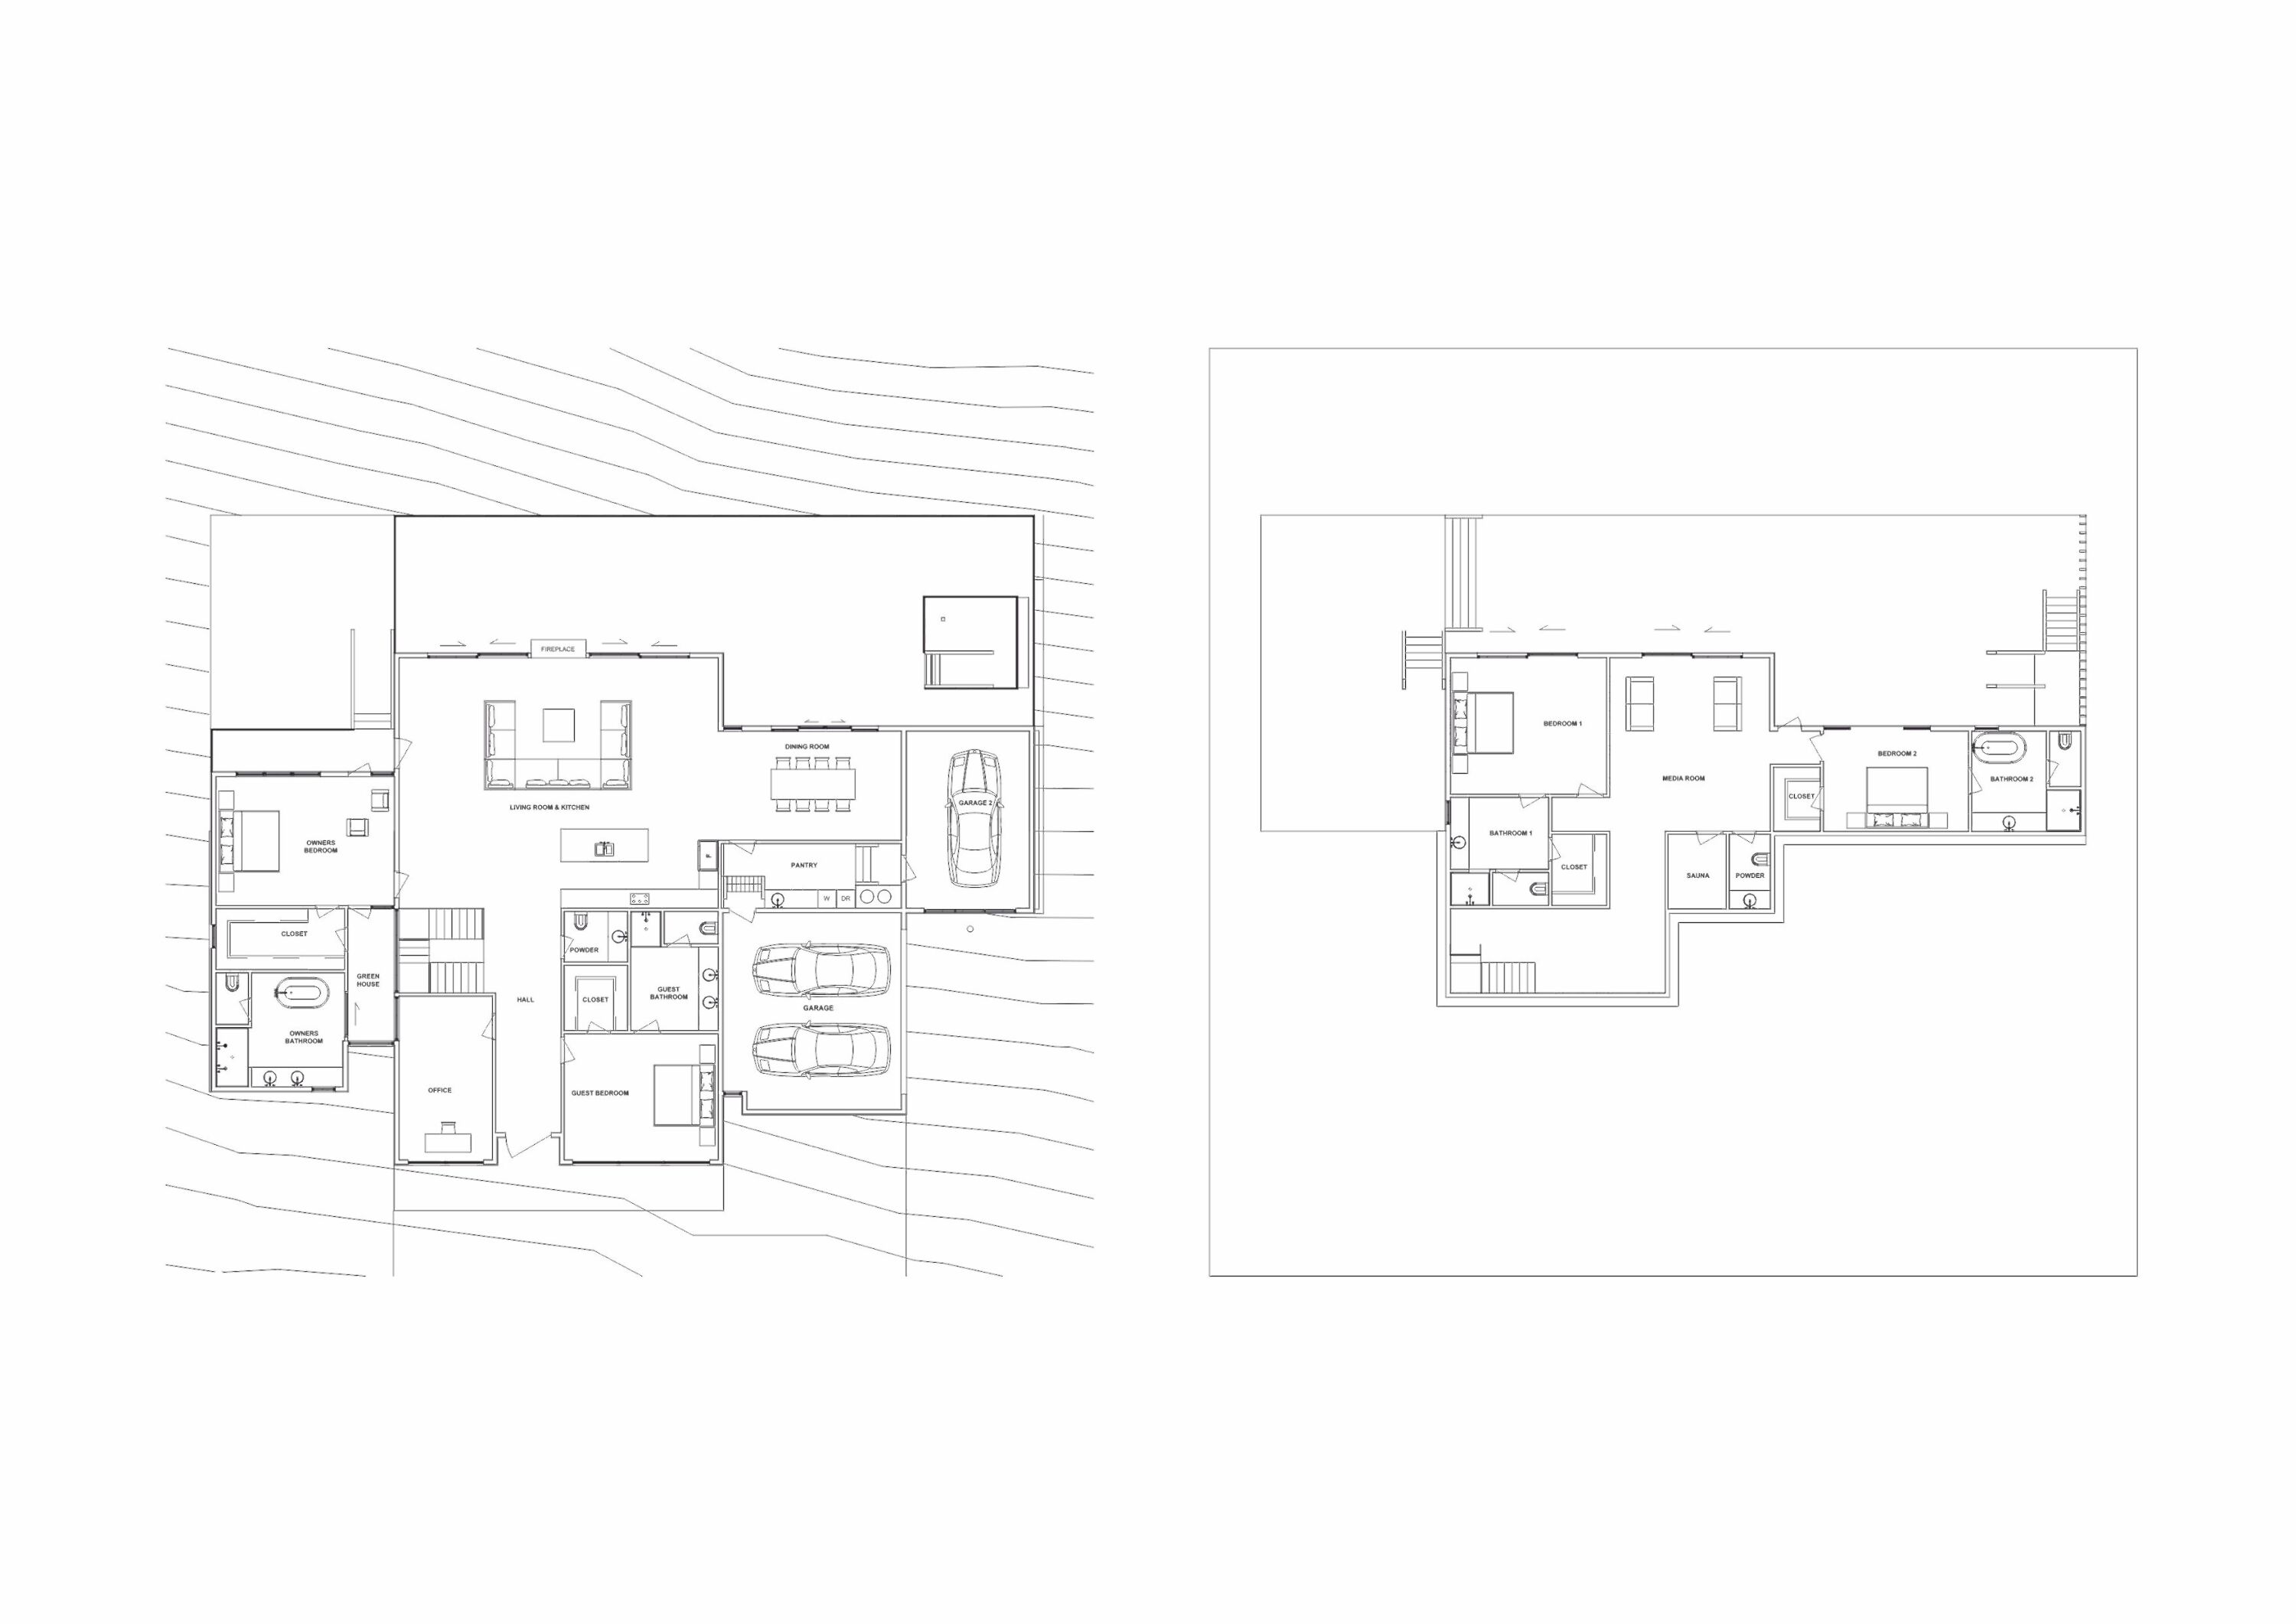 FIREPLACE
DINING ROOM
GARAGE 2
LIVING ROOM & KITCHEN
OWNERS
BEDROOM
PANTRY
W
DR
CLOSET
POWDER
GREEN
HOUSE
GUEST
BATHROOM
CLOSET
HALL
GARAGE
OWNERS
BATHROOM
OFFICE
GUEST BEDROOM
BEDROOM 1
BEDROOM 2
MEDIA ROOM
BATHROOM 2
CLOSET
BATHROOM 1
CLOSET
SAUNA
POWDER